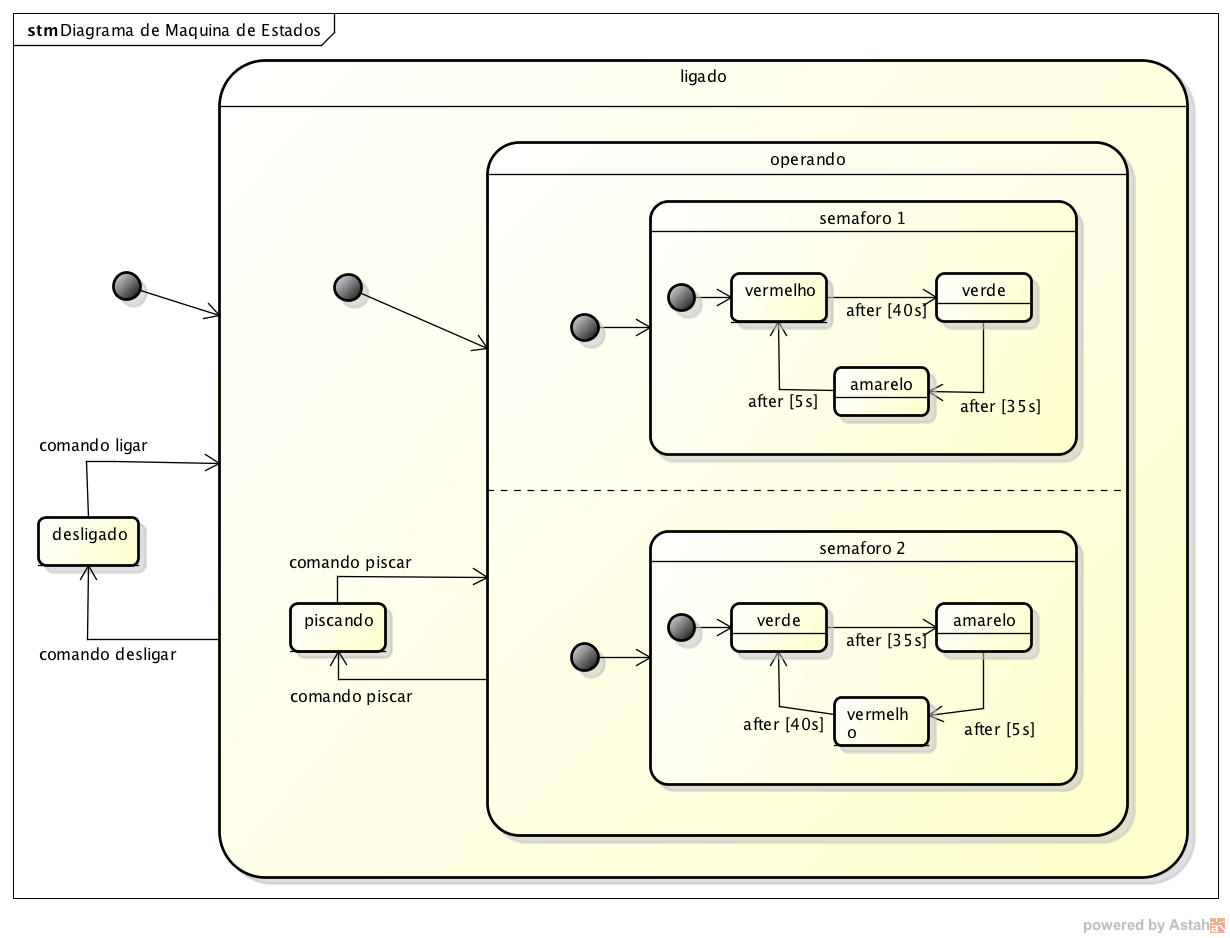 stm Diagrama de Maquina de Estados
ligado
operando
semaforo 1
vermelho
verde
after [40s]
amarelo
after [5s]
after [35s]
comando ligar
desligado
comando desligar
comando piscar
piscando
comando piscar
semaforo 2
verde
amarelo
after [35s]
vermelh
o
after [40s]
after [5s]
powered by Astah